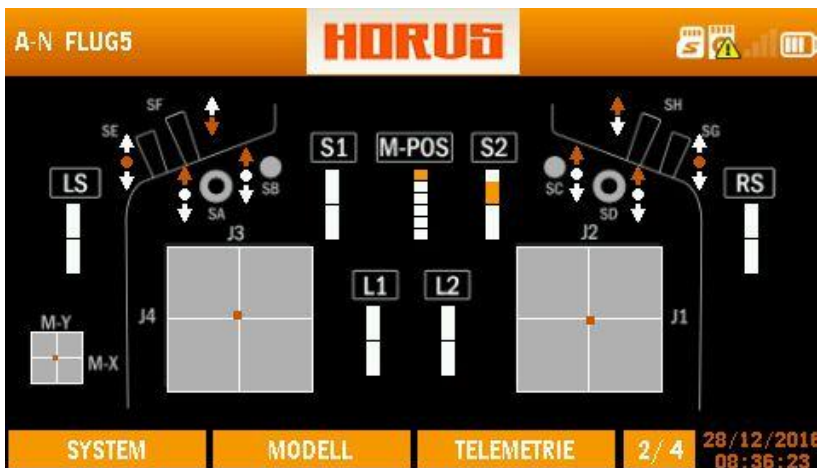 A-N FLUG5 HORUS
SF SH
SE SG
S1 M-POS S2
LS RS
SB SC
SA SD
J3 J2
L1 L2
J4 J1
M-Y
M-X
SYSTEM MODELL TELEMETRIE 2/4 28/12/2016
08:36:23